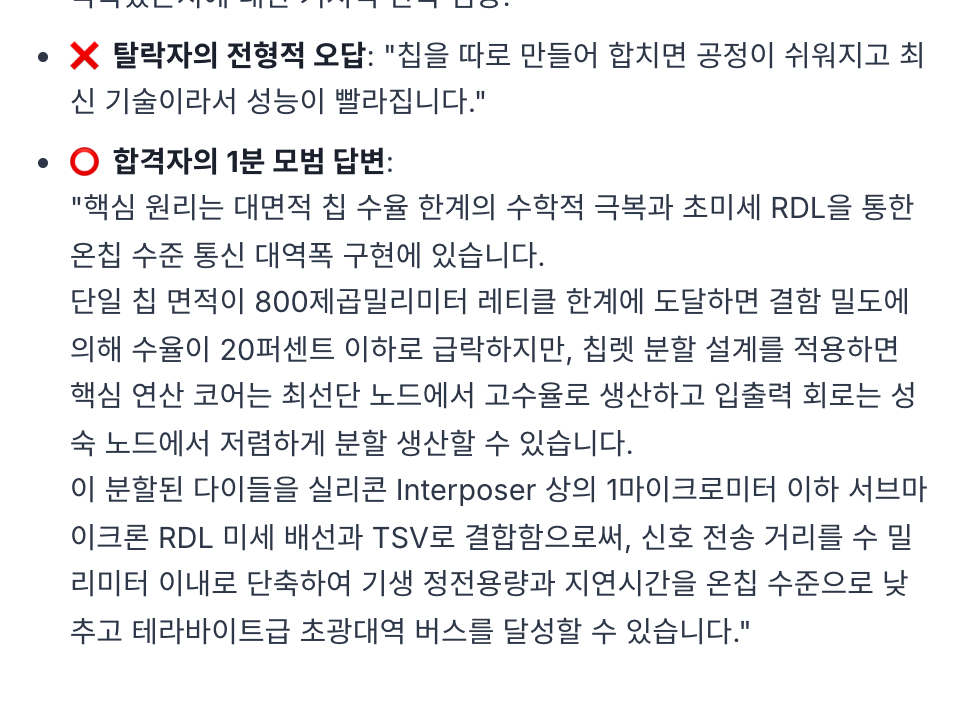 탈락자의 전형적 오답: "칩을 따로 만들어 합치면 공정이 쉬워지고 최
신 기술이라서 성능이 빨라집니다."
합격자의 1분 모범 답변:
"핵심 원리는 대면적 칩 수율 한계의 수학적 극복과 초미세 RDL을 통한
온칩 수준 통신 대역폭 구현에 있습니다.
단일 칩 면적이 800제곱밀리미터 레티클 한계에 도달하면 결함 밀도에
의해 수율이 20퍼센트 이하로 급락하지만, 칩렛 분할 설계를 적용하면
핵심 연산 코어는 최선단 노드에서 고수율로 생산하고 입출력 회로는 성
숙 노드에서 저렴하게 분할 생산할 수 있습니다.
이 분할된 다이들을 실리콘 Interposer 상의 1마이크로미터 이하 서브마
이크론 RDL 미세 배선과 TSV로 결합함으로써, 신호 전송 거리를 수 밀
리미터 이내로 단축하여 기생 정전용량과 지연시간을 온칩 수준으로 낮
추고 테라바이트급 초광대역 버스를 달성할 수 있습니다."